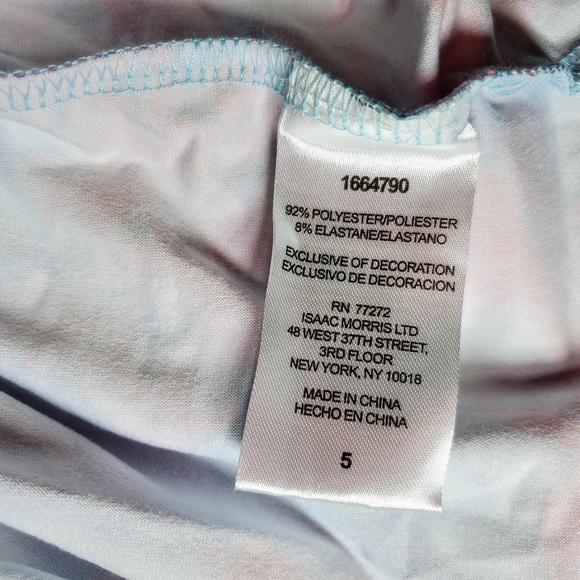 1664790
92% POLYESTER/POLIESTER
8% ELASTANE/ELASTANO
EXCLUSIVE OF DECORATION
EXCLUSIVO DE DECORACION
RN 77272
ISAAC MORRIS LTD
48 WEST 37TH STREET,
3RD FLOOR
NEW YORK, NY 10018
MADE IN CHINA
HECHO EN CHINA
5